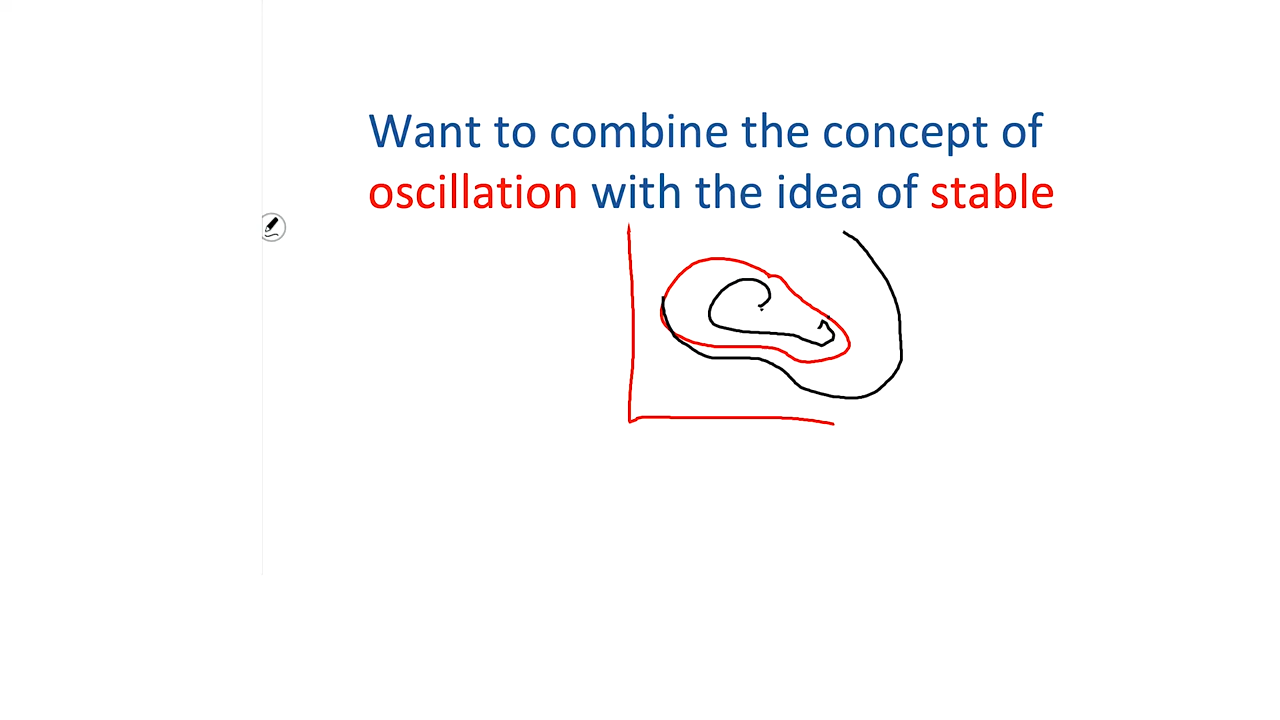 Want to combine the concept of
oscillation with the idea of stable